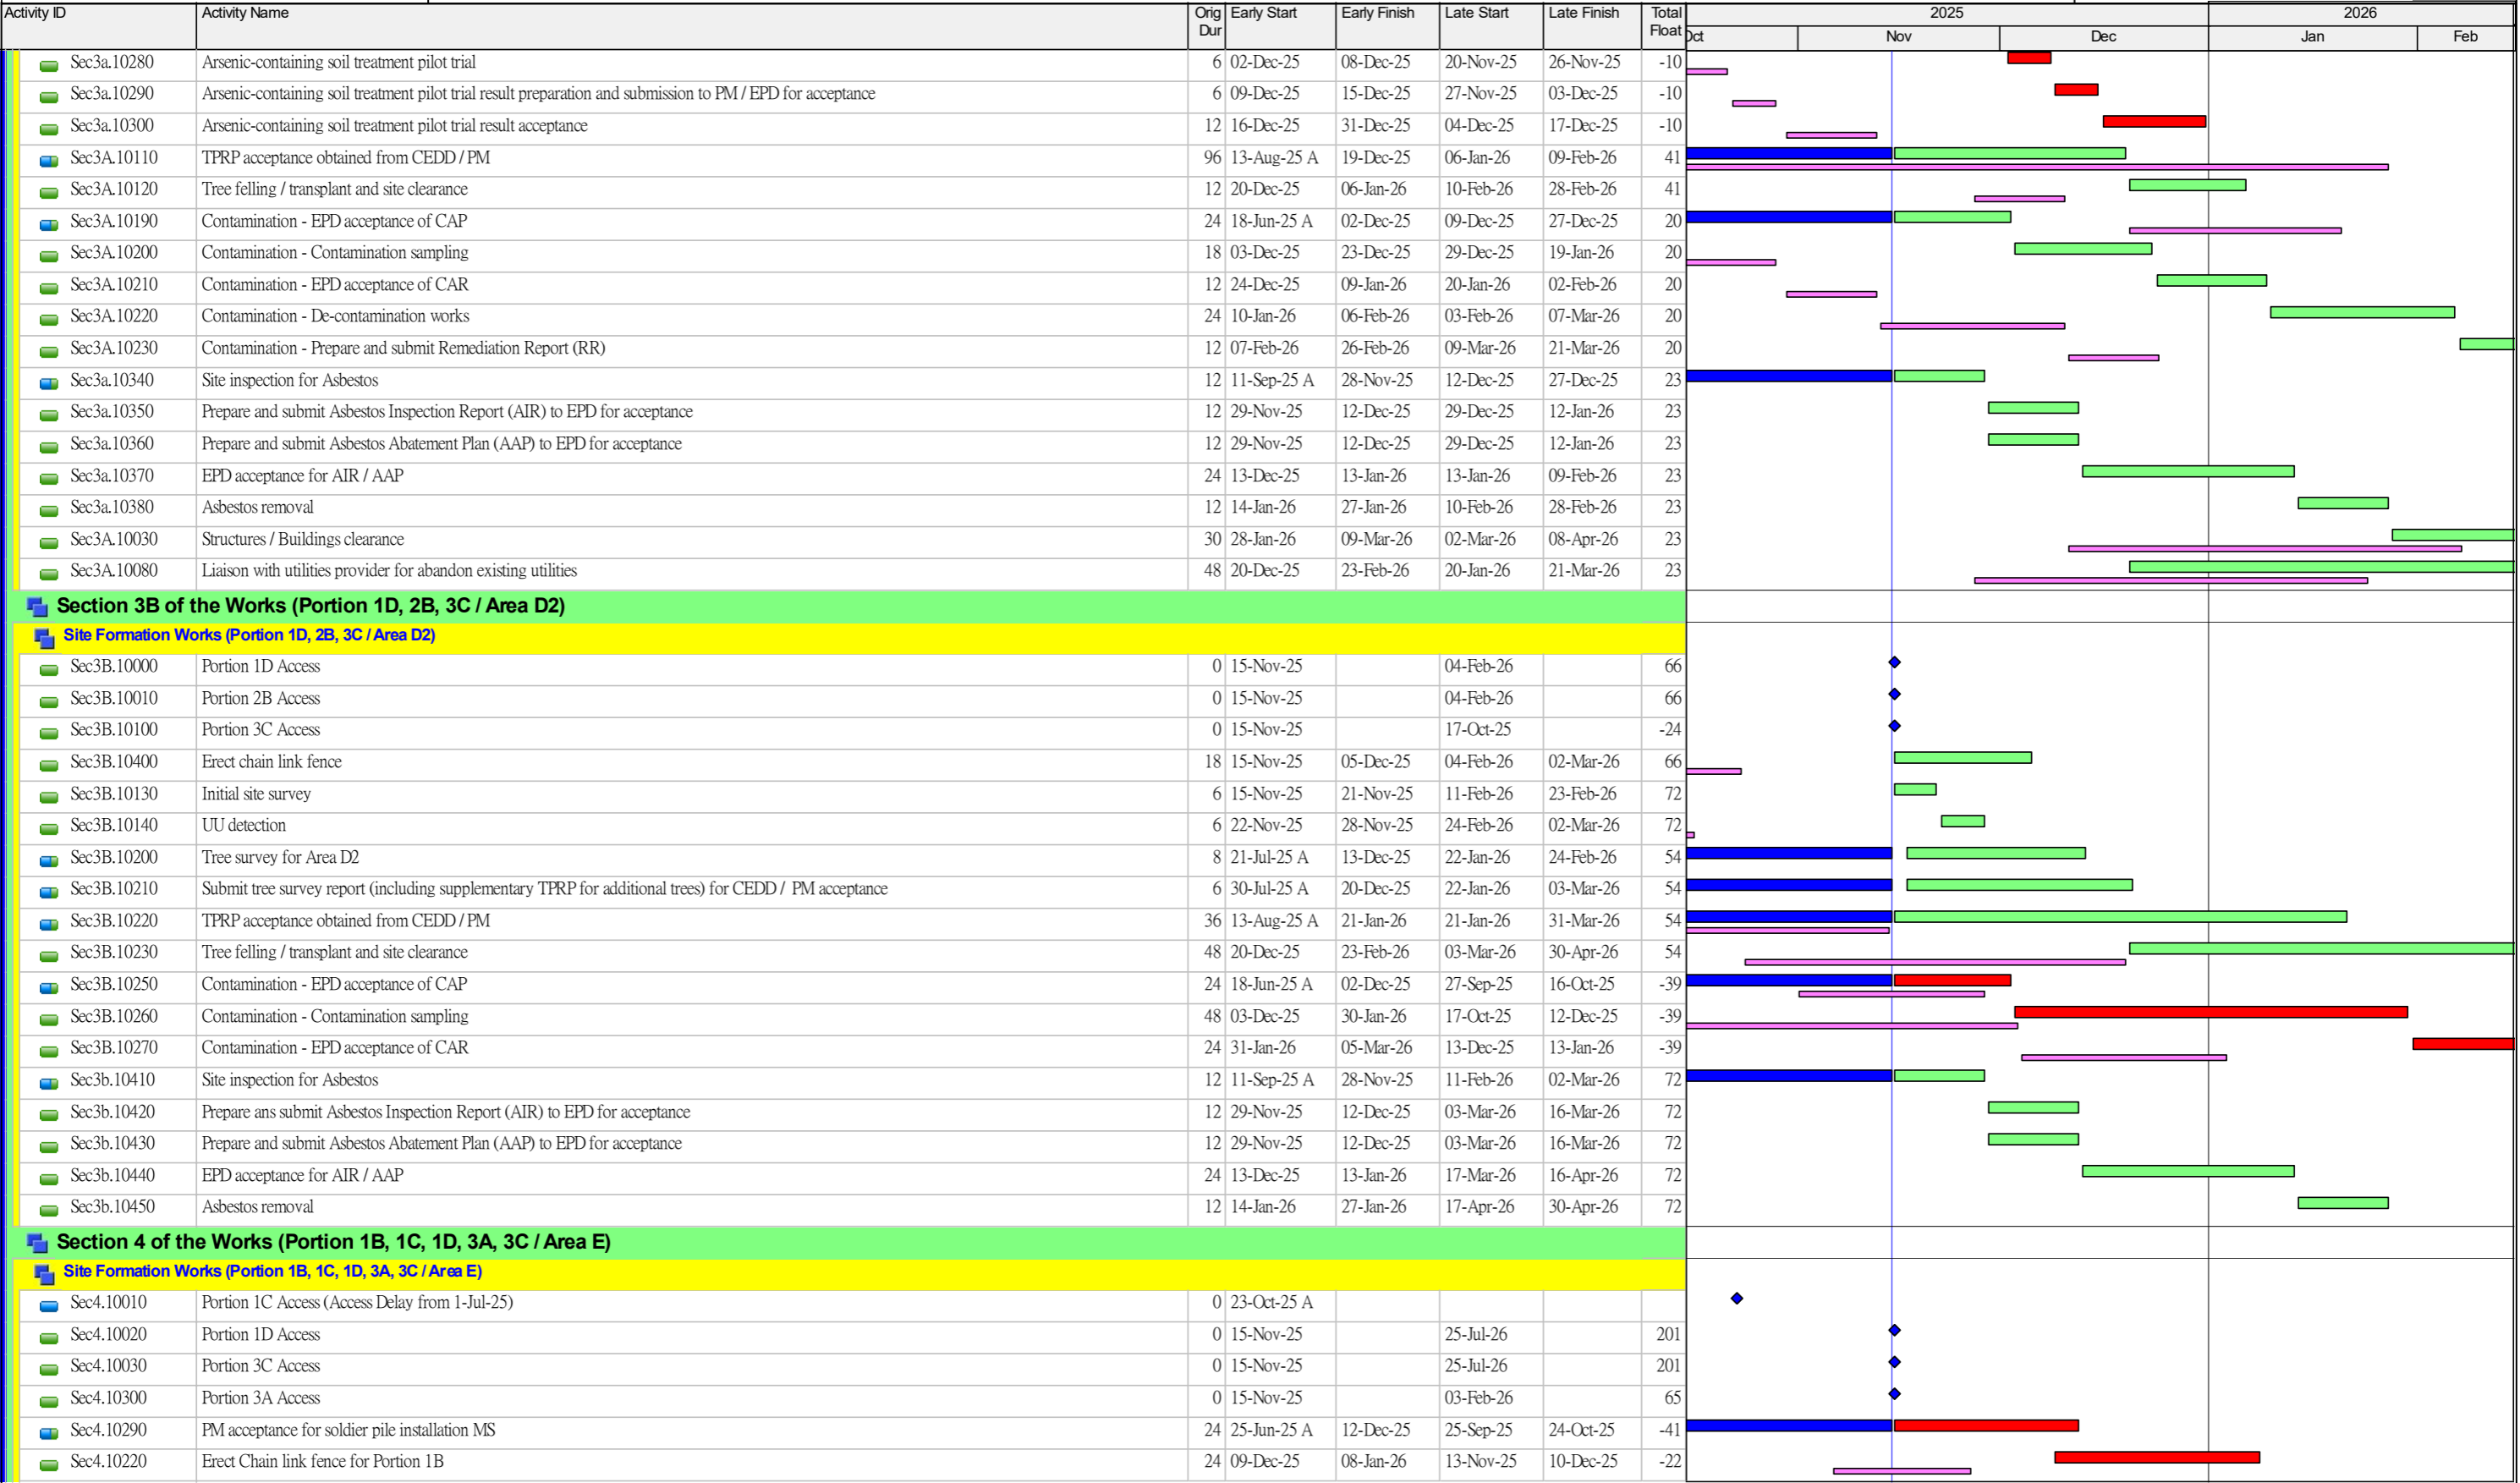 Activity ID Activity Name Orig Dur Early Start Early Finish Late Start Late Finish Total Float 2025 2026
Oct Nov Dec Jan Feb
Sec3a.10280 Arsenic-containing soil treatment pilot trial 6 02-Dec-25 08-Dec-25 20-Nov-25 26-Nov-25 -10
Sec3a.10290 Arsenic-containing soil treatment pilot trial result preparation and submission to PM / EPD for acceptance 6 09-Dec-25 15-Dec-25 27-Nov-25 03-Dec-25 -10
Sec3a.10300 Arsenic-containing soil treatment pilot trial result acceptance 12 16-Dec-25 31-Dec-25 04-Dec-25 17-Dec-25 -10
Sec3A.10110 TPRP acceptance obtained from CEDD / PM 96 13-Aug-25 A 19-Dec-25 06-Jan-26 09-Feb-26 41
Sec3A.10120 Tree felling / transplant and site clearance 12 20-Dec-25 06-Jan-26 10-Feb-26 28-Feb-26 41
Sec3A.10190 Contamination - EPD acceptance of CAP 24 18-Jun-25 A 02-Dec-25 09-Dec-25 27-Dec-25 20
Sec3A.10200 Contamination - Contamination sampling 18 03-Dec-25 23-Dec-25 29-Dec-25 19-Jan-26 20
Sec3A.10210 Contamination - EPD acceptance of CAR 12 24-Dec-25 09-Jan-26 20-Jan-26 02-Feb-26 20
Sec3A.10220 Contamination - De-contamination works 24 10-Jan-26 06-Feb-26 03-Feb-26 07-Mar-26 20
Sec3A.10230 Contamination - Prepare and submit Remediation Report (RR) 12 07-Feb-26 26-Feb-26 09-Mar-26 21-Mar-26 20
Sec3a.10340 Site inspection for Asbestos 12 11-Sep-25 A 28-Nov-25 12-Dec-25 27-Dec-25 23
Sec3a.10350 Prepare and submit Asbestos Inspection Report (AIR) to EPD for acceptance 12 29-Nov-25 12-Dec-25 29-Dec-25 12-Jan-26 23
Sec3a.10360 Prepare and submit Asbestos Abatement Plan (AAP) to EPD for acceptance 12 29-Nov-25 12-Dec-25 29-Dec-25 12-Jan-26 23
Sec3a.10370 EPD acceptance for AIR / AAP 24 13-Dec-25 13-Jan-26 13-Jan-26 09-Feb-26 23
Sec3a.10380 Asbestos removal 12 14-Jan-26 27-Jan-26 10-Feb-26 28-Feb-26 23
Sec3A.10030 Structures / Buildings clearance 30 28-Jan-26 09-Mar-26 02-Mar-26 08-Apr-26 23
Sec3A.10080 Liaison with utilities provider for abandon existing utilities 48 20-Dec-25 23-Feb-26 20-Jan-26 21-Mar-26 23
Section 3B of the Works (Portion 1D, 2B, 3C / Area D2)
Site Formation Works (Portion 1D, 2B, 3C / Area D2)
Sec3B.10000 Portion 1D Access 0 15-Nov-25 04-Feb-26 66
Sec3B.10010 Portion 2B Access 0 15-Nov-25 04-Feb-26 66
Sec3B.10100 Portion 3C Access 0 15-Nov-25 17-Oct-25 -24
Sec3B.10400 Erect chain link fence 18 15-Nov-25 05-Dec-25 04-Feb-26 02-Mar-26 66
Sec3B.10130 Initial site survey 6 15-Nov-25 21-Nov-25 11-Feb-26 23-Feb-26 72
Sec3B.10140 UU detection 6 22-Nov-25 28-Nov-25 24-Feb-26 02-Mar-26 72
Sec3B.10200 Tree survey for Area D2 8 21-Jul-25 A 13-Dec-25 22-Jan-26 24-Feb-26 54
Sec3B.10210 Submit tree survey report (including supplementary TPRP for additional trees) for CEDD / PM acceptance 6 30-Jul-25 A 20-Dec-25 22-Jan-26 03-Mar-26 54
Sec3B.10220 TPRP acceptance obtained from CEDD / PM 36 13-Aug-25 A 21-Jan-26 21-Jan-26 31-Mar-26 54
Sec3B.10230 Tree felling / transplant and site clearance 48 20-Dec-25 23-Feb-26 03-Mar-26 30-Apr-26 54
Sec3B.10250 Contamination - EPD acceptance of CAP 24 18-Jun-25 A 02-Dec-25 27-Sep-25 16-Oct-25 -39
Sec3B.10260 Contamination - Contamination sampling 48 03-Dec-25 30-Jan-26 17-Oct-25 12-Dec-25 -39
Sec3B.10270 Contamination - EPD acceptance of CAR 24 31-Jan-26 05-Mar-26 13-Dec-25 13-Jan-26 -39
Sec3b.10410 Site inspection for Asbestos 12 11-Sep-25 A 28-Nov-25 11-Feb-26 02-Mar-26 72
Sec3b.10420 Prepare ans submit Asbestos Inspection Report (AIR) to EPD for acceptance 12 29-Nov-25 12-Dec-25 03-Mar-26 16-Mar-26 72
Sec3b.10430 Prepare and submit Asbestos Abatement Plan (AAP) to EPD for acceptance 12 29-Nov-25 12-Dec-25 03-Mar-26 16-Mar-26 72
Sec3b.10440 EPD acceptance for AIR / AAP 24 13-Dec-25 13-Jan-26 17-Mar-26 16-Apr-26 72
Sec3b.10450 Asbestos removal 12 14-Jan-26 27-Jan-26 17-Apr-26 30-Apr-26 72
Section 4 of the Works (Portion 1B, 1C, 1D, 3A, 3C / Area E)
Site Formation Works (Portion 1B, 1C, 1D, 3A, 3C / Area E)
Sec4.10010 Portion 1C Access (Access Delay from 1-Jul-25) 0 23-Oct-25 A
Sec4.10020 Portion 1D Access 0 15-Nov-25 25-Jul-26 201
Sec4.10030 Portion 3C Access 0 15-Nov-25 25-Jul-26 201
Sec4.10300 Portion 3A Access 0 15-Nov-25 03-Feb-26 65
Sec4.10290 PM acceptance for soldier pile installation MS 24 25-Jun-25 A 12-Dec-25 25-Sep-25 24-Oct-25 -41
Sec4.10220 Erect Chain link fence for Portion 1B 24 09-Dec-25 08-Jan-26 13-Nov-25 10-Dec-25 -22